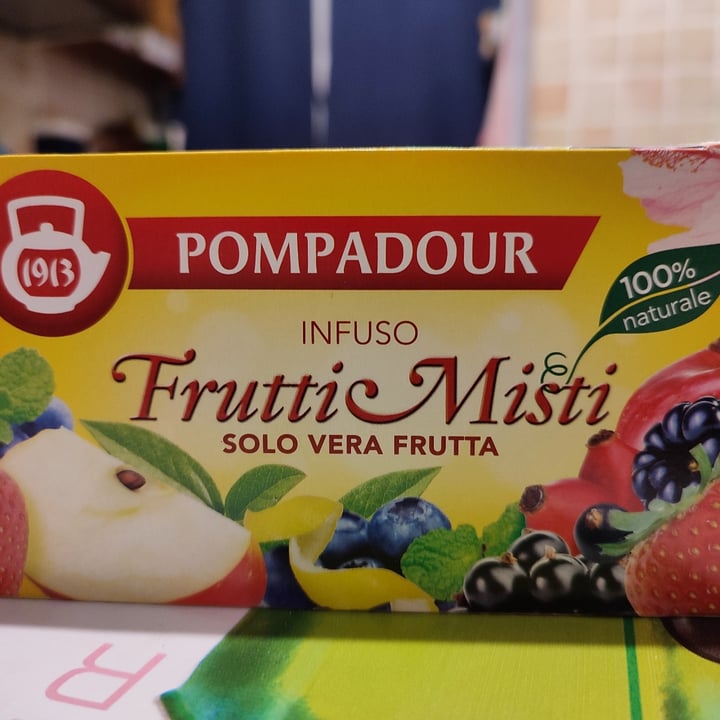 1913
POMPADOUR
100%
naturale
INFUSO
Frutti Misti
SOLO VERA FRUTTA
R